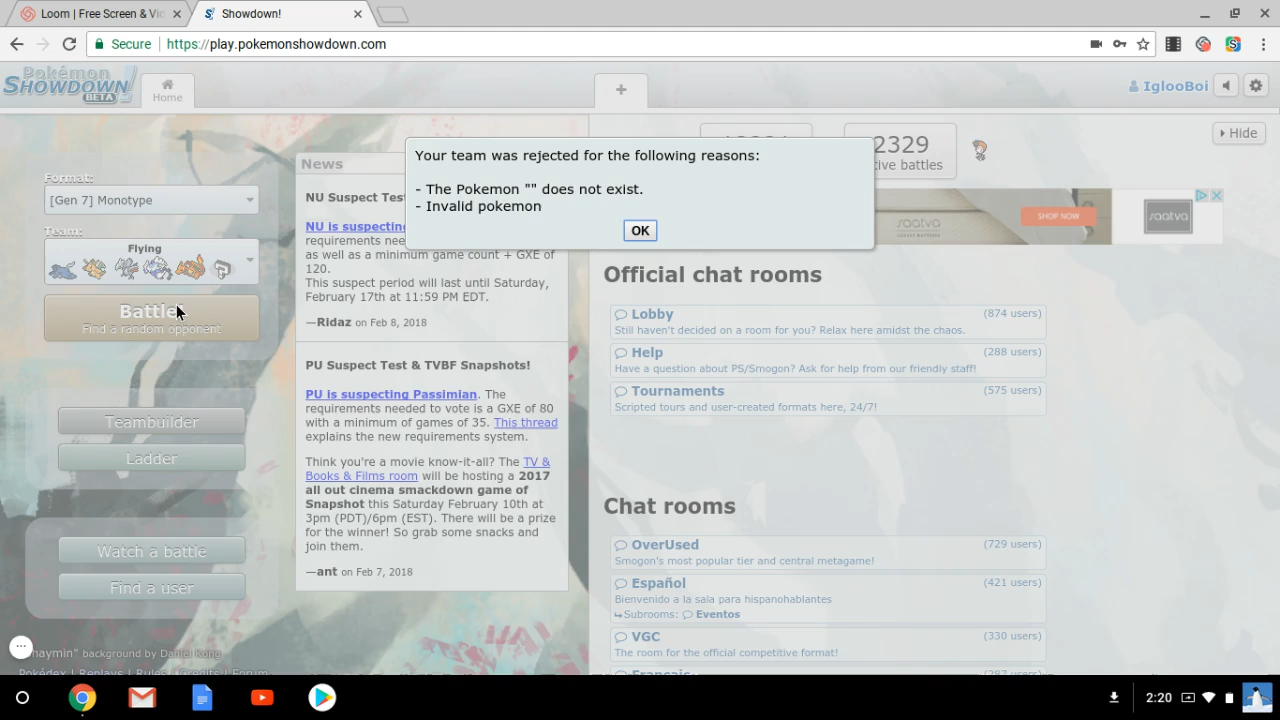 Loom | Free Screen & Vi
Showdown!
Secure
https://play.pokemonshowdown.com
Pokémon
SHOWDOWN!
BETA
Home
+
IglooBoi
Hide
2329
tive battles
Your team was rejected for the following reasons:
- The Pokemon "" does not exist.
- Invalid pokemon
OK
Format:
[Gen 7] Monotype
Team:
Flying
Battle!
Find a random opponent
Teambuilder
Ladder
Watch a battle
Find a user
haymin" background by Daniel Kong
Pokédex | Replays | Rules | Credits | Forum
News
NU Suspect Test
NU is suspecting
requirements nee
as well as a minimum game count + GXE of
120.
This suspect period will last until Saturday,
February 17th at 11:59 PM EDT.
—Ridaz on Feb 8, 2018
PU Suspect Test & TVBF Snapshots!
PU is suspecting Passimian. The
requirements needed to vote is a GXE of 80
with a minimum of games of 35. This thread
explains the new requirements system.
Think you're a movie know-it-all? The TV &
Books & Films room will be hosting a 2017
all out cinema smackdown game of
Snapshot this Saturday February 10th at
3pm (PDT)/6pm (EST). There will be a prize
for the winner! So grab some snacks and
join them.
—ant on Feb 7, 2018
saatva
SHOP NOW
saatva
Official chat rooms
Lobby
(874 users)
Still haven't decided on a room for you? Relax here amidst the chaos.
Help
(288 users)
Have a question about PS/Smogon? Ask for help from our friendly staff!
Tournaments
(575 users)
Scripted tours and user-created formats here, 24/7!
Chat rooms
OverUsed
(729 users)
Smogon's most popular tier and central metagame!
Español
(421 users)
Bienvenido a la sala para hispanohablantes
Subrooms: Eventos
VGC
(330 users)
The room for the official competitive format!
Français
(287 users)
2:20